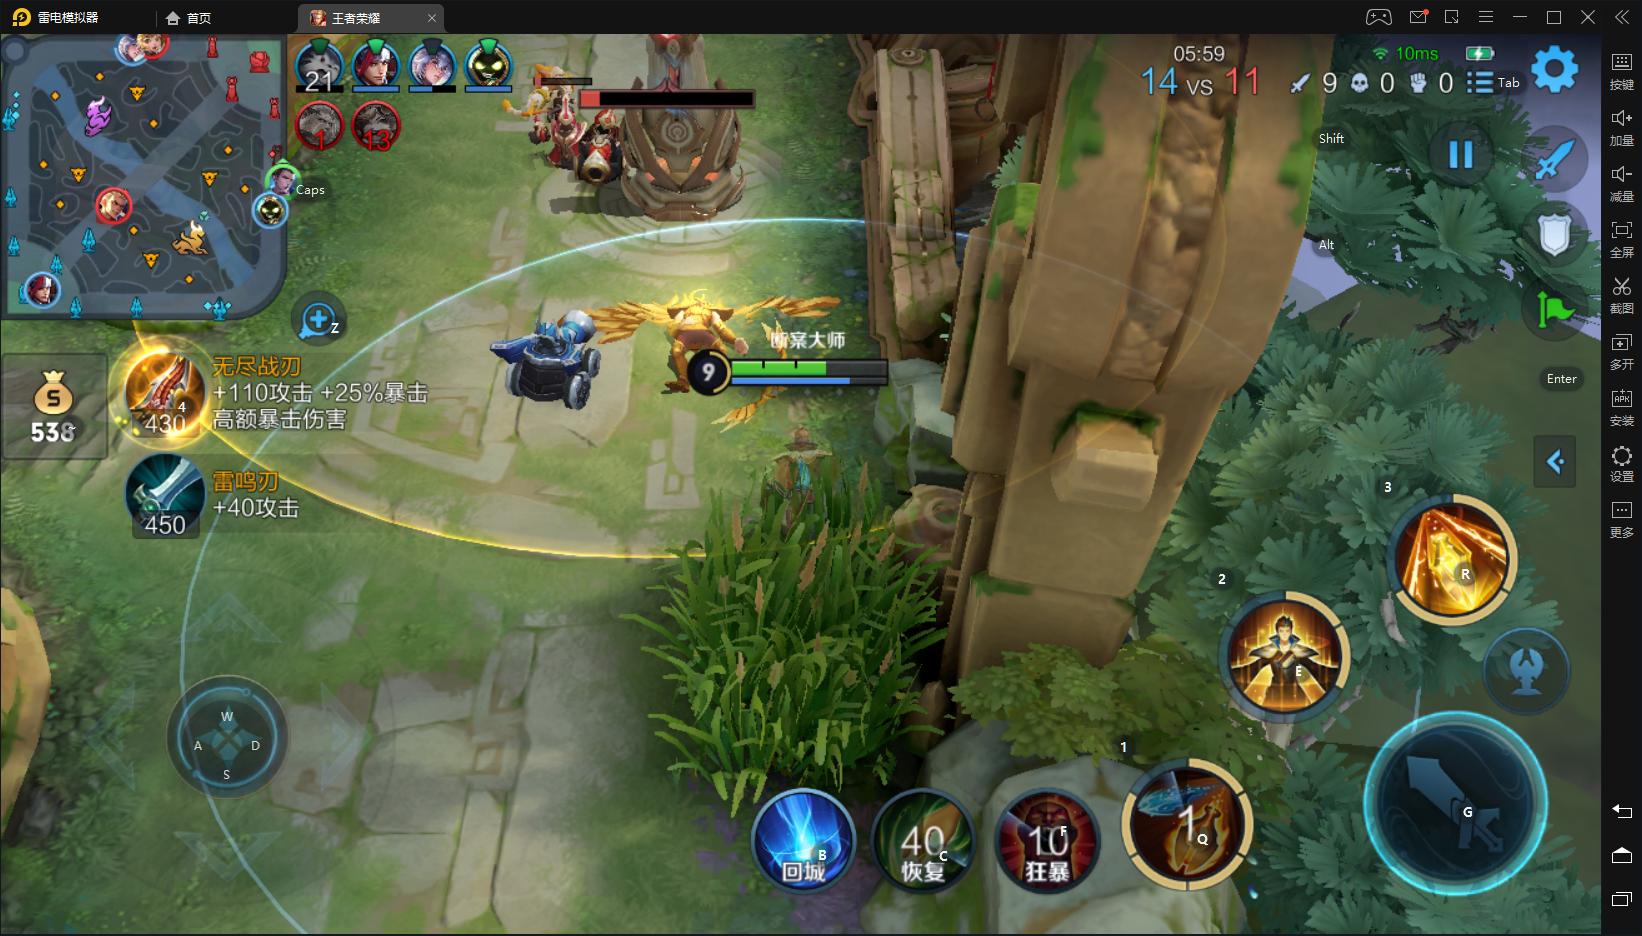 雷电模拟器
首页
王者荣耀
05:59
14 vs 11
9
0
0
10ms
Tab
21
1
13
Shift
Alt
Enter
Caps
Z
538
无尽战刃
+110攻击 +25%暴击
高额暴击伤害
4
430
雷鸣刃
+40攻击
450
断案大师
9
W
A
D
S
3
R
2
E
1
1
Q
G
B
回城
40
C
恢复
10
F
狂暴
按键
加量
减量
全屏
截图
多开
APK
安装
设置
更多